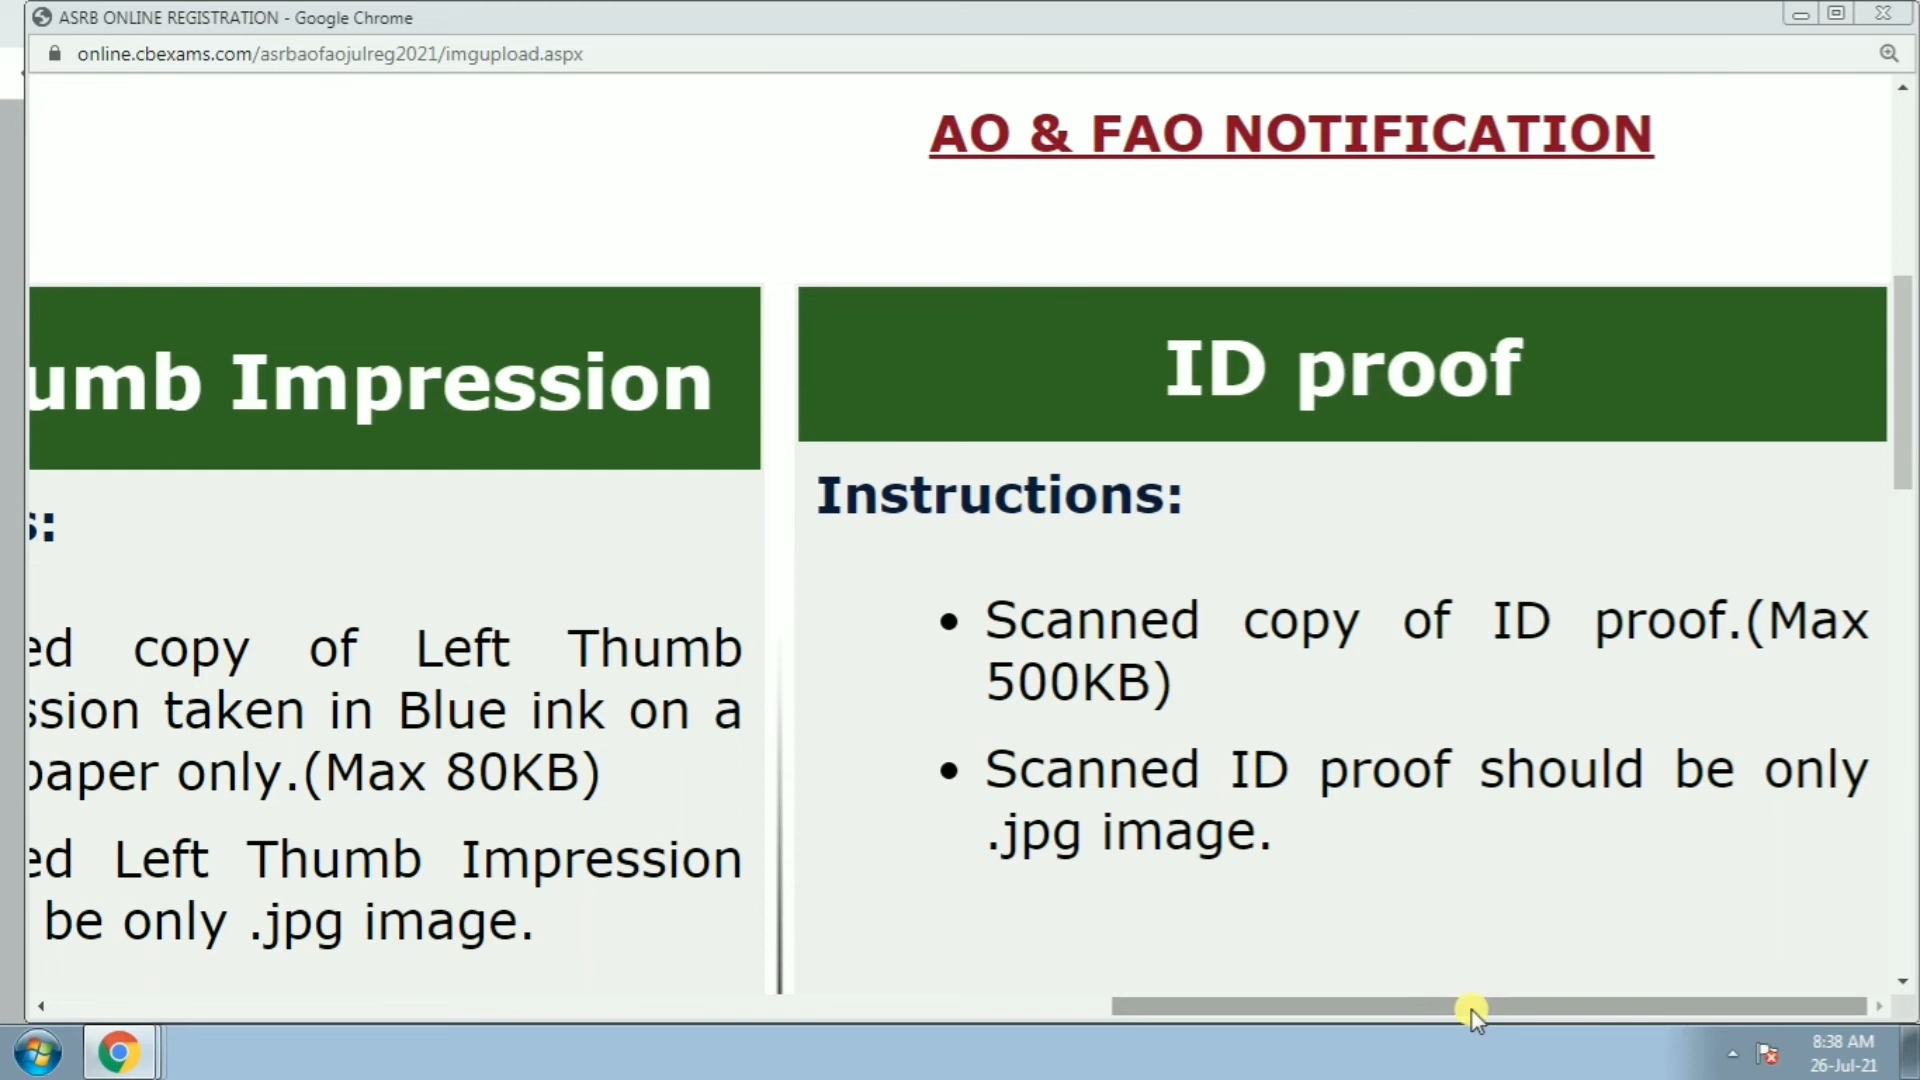 ASRB ONLINE REGISTRATION - Google Chrome
online.cbexams.com/asrbaofaojulreg2021/imgupload.aspx
AO & FAO NOTIFICATION
umb Impression
s:
ed copy of Left Thumb
ssion taken in Blue ink on a
paper only.(Max 80KB)
ed Left Thumb Impression
be only .jpg image.
ID proof
Instructions:
• Scanned copy of ID proof.(Max
500KB)
• Scanned ID proof should be only
.jpg image.
8:38 AM
26-Jul-21